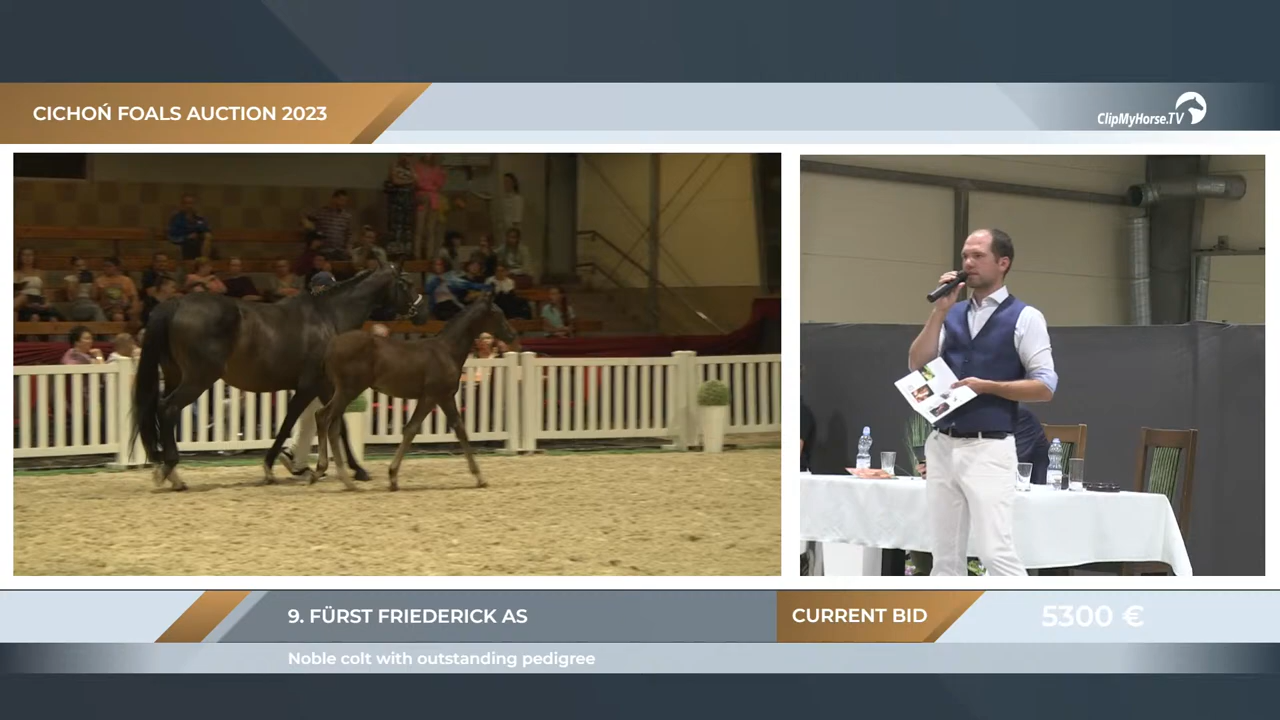 CICHOŃ FOALS AUCTION 2023
ClipMyHorse.TV
9. FÜRST FRIEDERICK AS
CURRENT BID
5300 €
Noble colt with outstanding pedigree